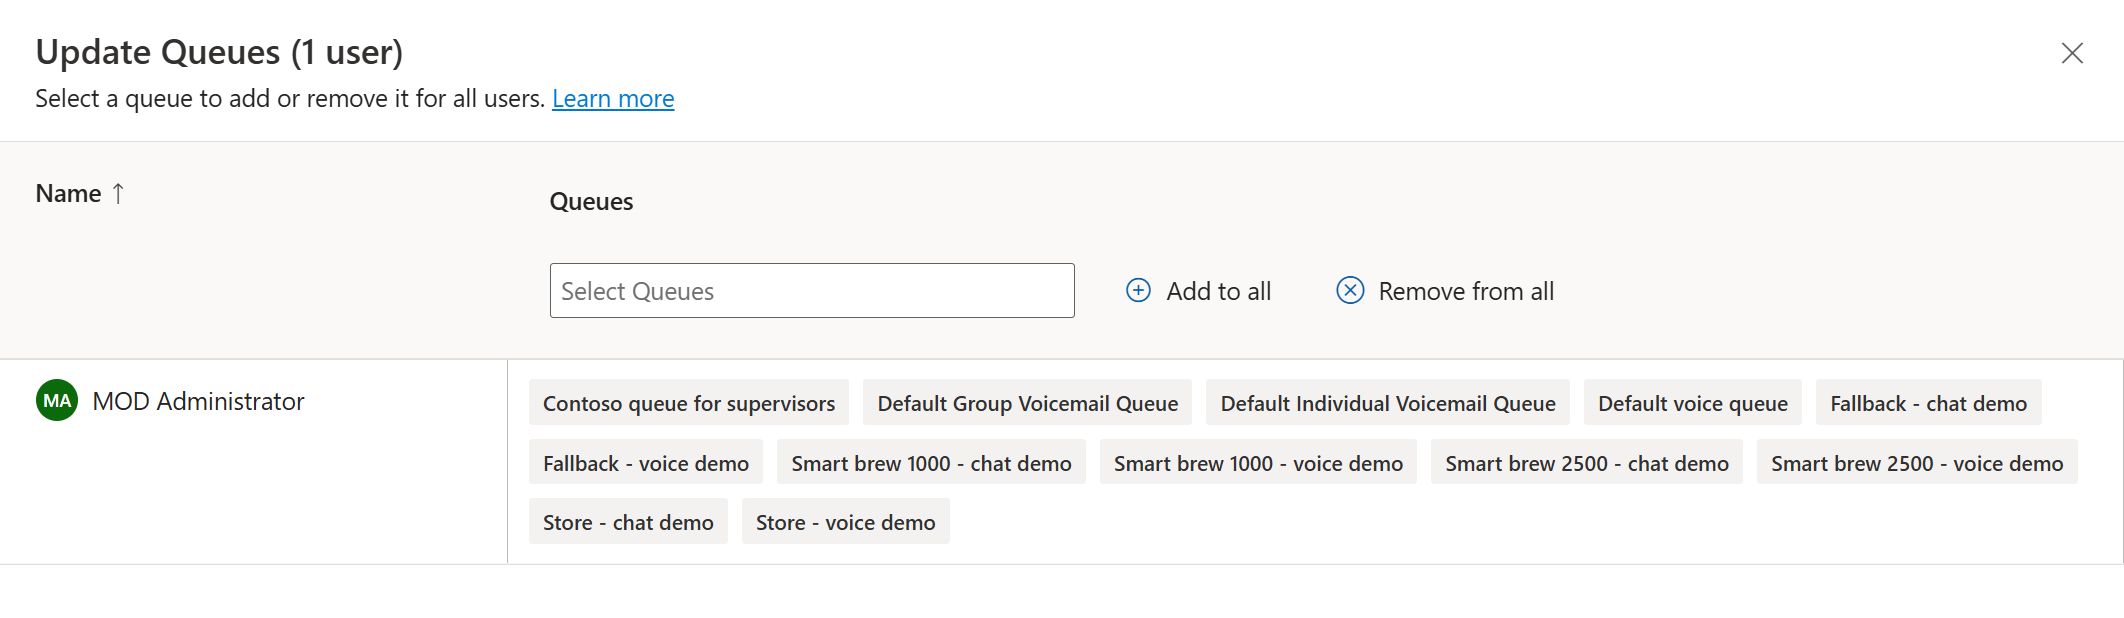 Update Queues (1 user)
Select a queue to add or remove it for all users. Learn more
Name ↑
Queues
Select Queues
Add to all
Remove from all
MA
MOD Administrator
Contoso queue for supervisors
Default Group Voicemail Queue
Default Individual Voicemail Queue
Default voice queue
Fallback - chat demo
Fallback - voice demo
Smart brew 1000 - chat demo
Smart brew 1000 - voice demo
Smart brew 2500 - chat demo
Smart brew 2500 - voice demo
Store - chat demo
Store - voice demo